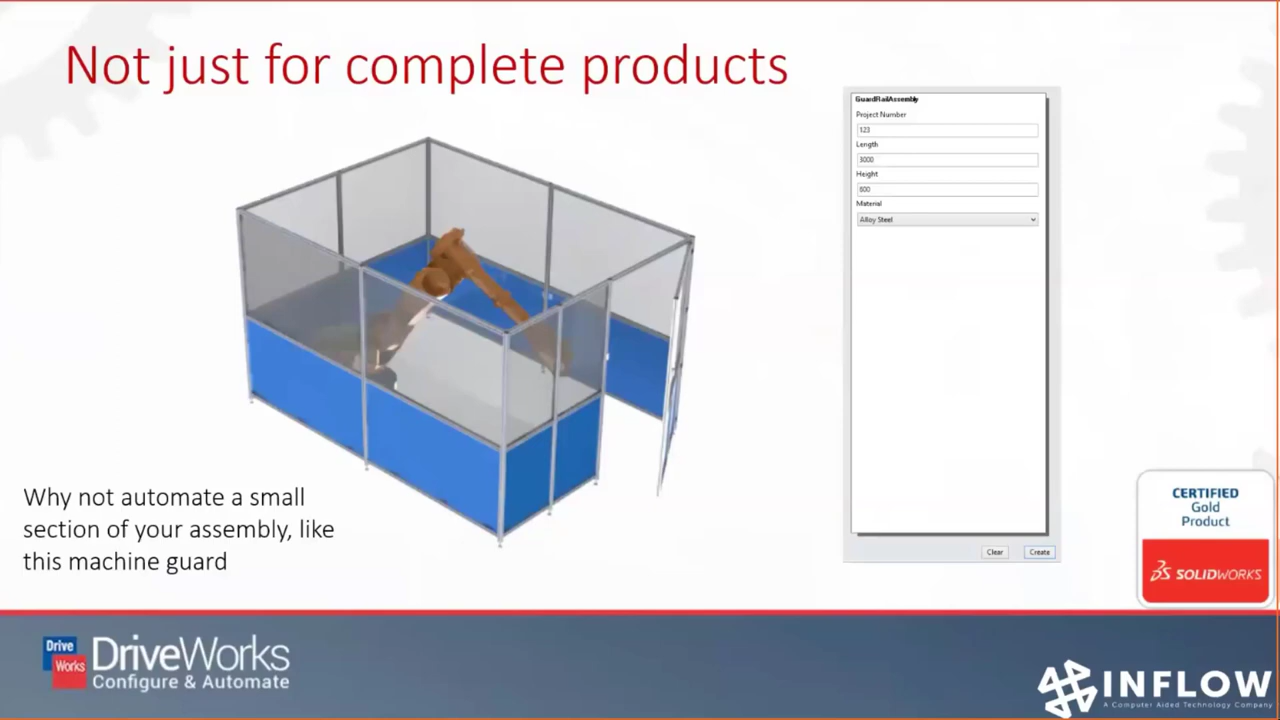 Not just for complete products
GuardRailAssembly
Project Number
123
Length
3000
Height
800
Material
Alloy Steel
Clear
Create
Why not automate a small
section of your assembly, like
this machine guard
CERTIFIED
Gold
Product
SOLIDWORKS
Drive
Works
DriveWorks
Configure & Automate
INFLOW
A Computer Aided Technology Company